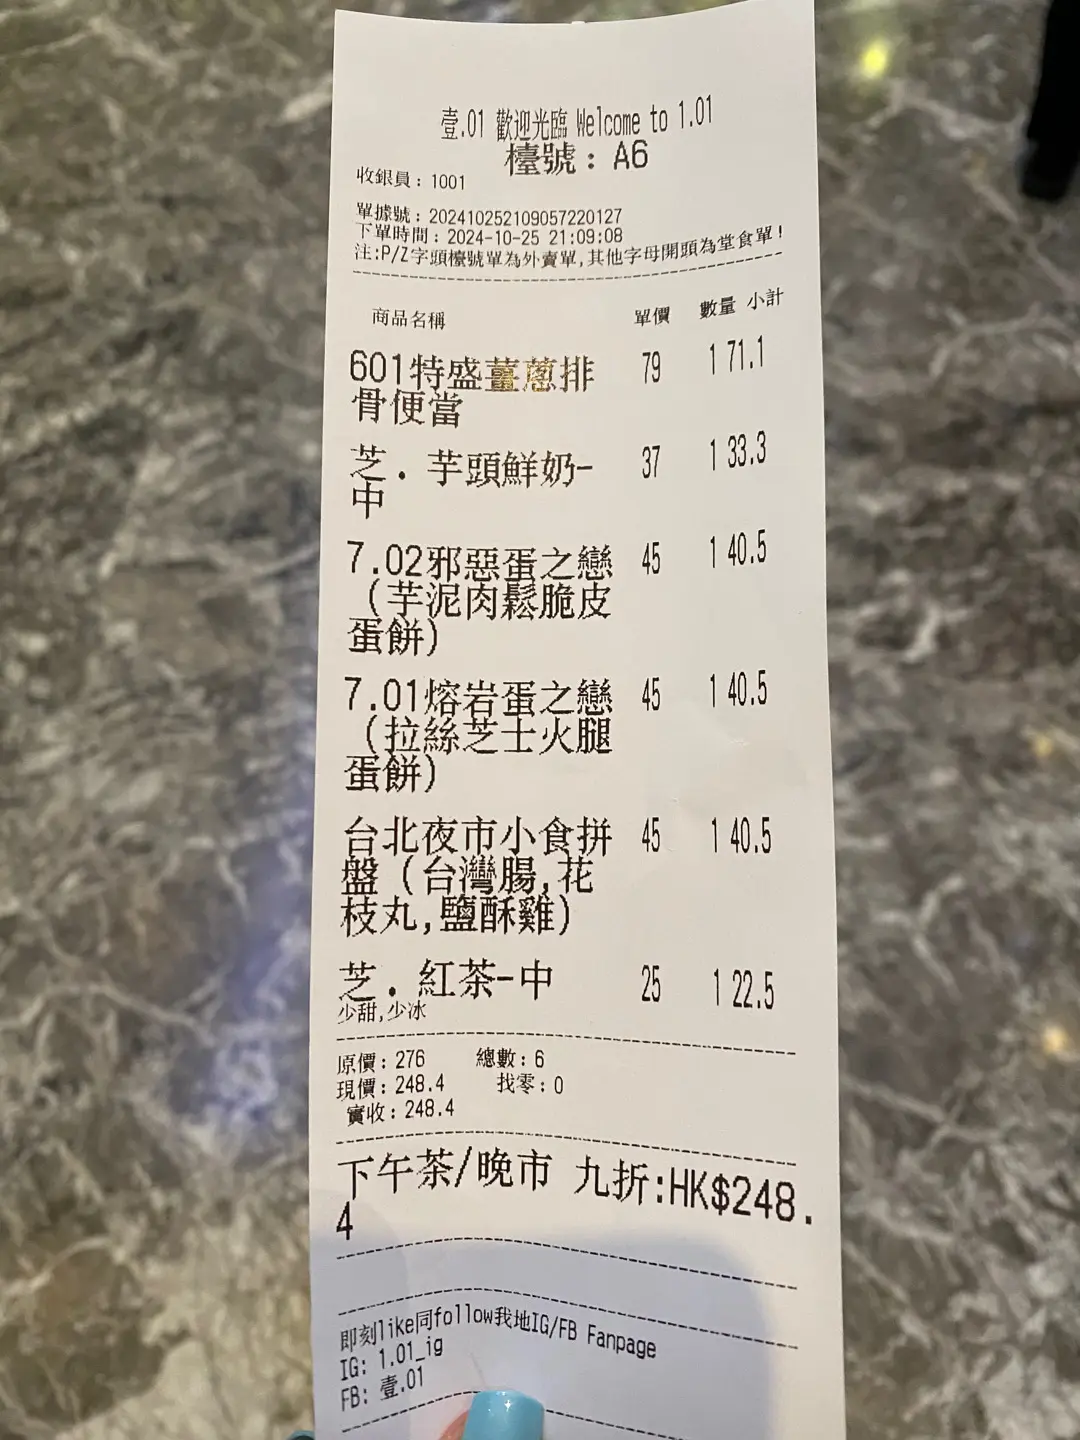 壹.01 歡迎光臨 Welcome to 1.01
檯號：A6
收銀員：1001
單據號：202410252109057220127
下單時間：2024-10-25 21:09:08
注:P/Z字頭檯號單為外賣單,其他字母開頭為堂食單!
商品名稱 單價 數量 小計
601特盛薑蔥排 79 1 71.1
骨便當
芝．芋頭鮮奶- 37 1 33.3
中
7.02邪惡蛋之戀 45 1 40.5
（芋泥肉鬆脆皮
蛋餅）
7.01熔岩蛋之戀 45 1 40.5
（拉絲芝士火腿
蛋餅）
台北夜市小食拼 45 1 40.5
盤（台灣腸,花
枝丸,鹽酥雞）
芝．紅茶-中 25 1 22.5
少甜,少冰
原價：276 總數：6
現價：248.4 找零：0
實收：248.4
下午茶/晚市 九折:HK$248.
4
即刻like同follow我地IG/FB Fanpage
IG: 1.01_ig
FB: 壹.01